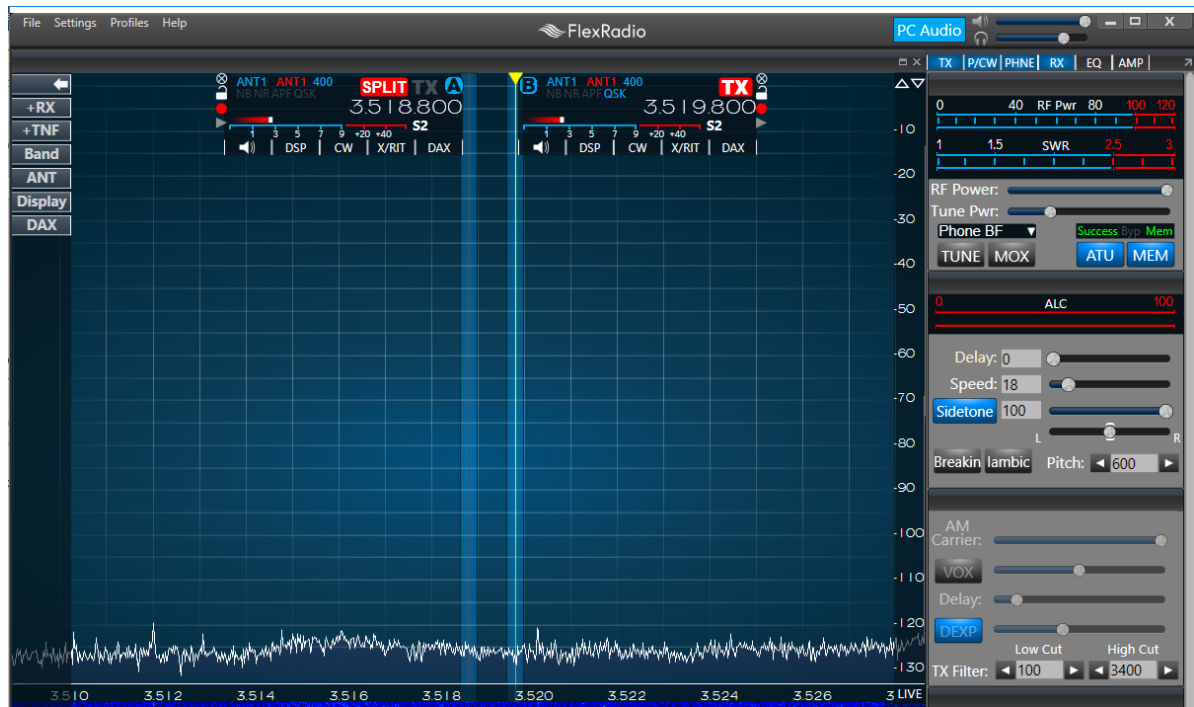 File Settings Profiles Help
FlexRadio
PC Audio
X
TX P/CW PHNE RX EQ AMP
+RX
+TNF
Band
ANT
Display
DAX
ANT1 ANT1 400 SPLIT TX A
NB NR APF QSK
3.518.800
1 3 5 7 9 +20 +40 S2
DSP CW X/RIT DAX
B ANT1 ANT1 400 TX
NB NR APF QSK
3.519.800
1 3 5 7 9 +20 +40 S2
DSP CW X/RIT DAX
-10
-20
-30
-40
-50
-60
-70
-80
-90
-100
-110
-120
-130
3.510 3.512 3.514 3.516 3.518 3.520 3.522 3.524 3.526 3 LIVE
0 40 RF Pwr 80 100 120
1 1.5 SWR 2.5 3
RF Power:
Tune Pwr:
Phone BF Success Byp Mem
TUNE MOX ATU MEM
0 ALC 100
Delay: 0
Speed: 18
Sidetone 100
L R
Breakin Iambic Pitch: 600
AM
Carrier:
VOX
Delay:
DEXP
Low Cut High Cut
TX Filter: 100 3400